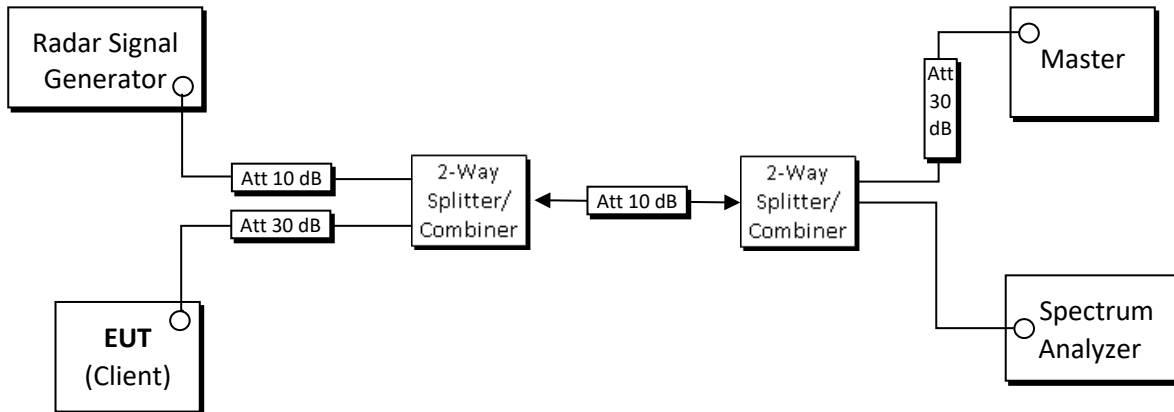 Radar Signal
Generator
Att 10 dB
Att 30 dB
EUT
(Client)
2-Way
Splitter/
Combiner
Att 10 dB
2-Way
Splitter/
Combiner
Att
30
dB
Master
Spectrum
Analyzer